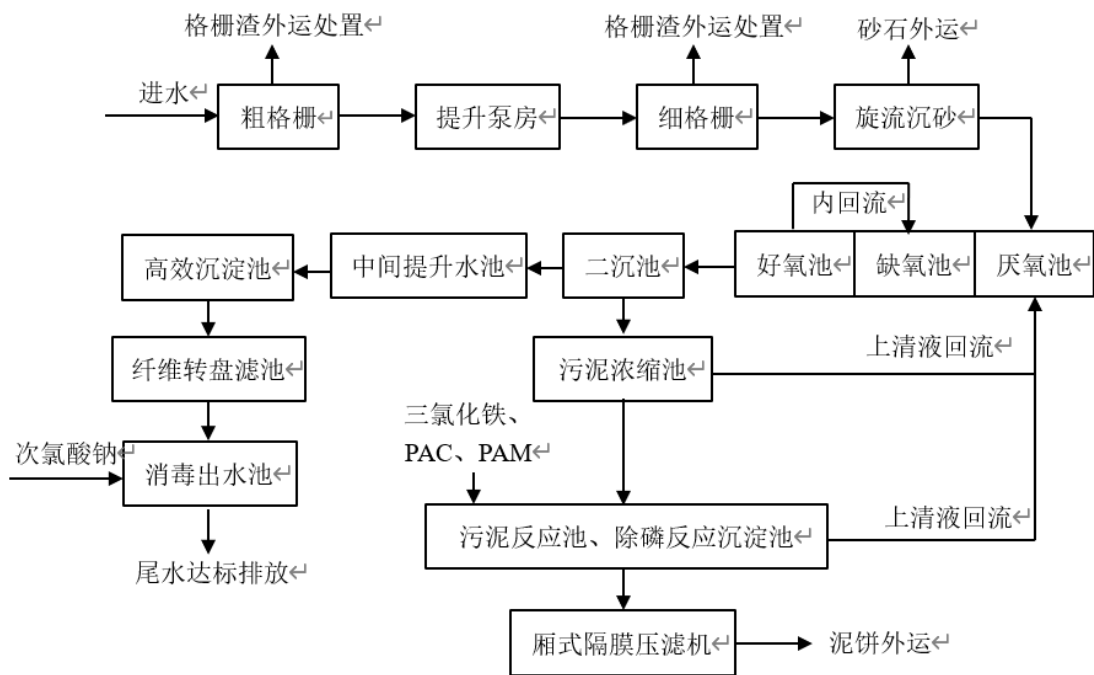 格栅渣外运处置
格栅渣外运处置
砂石外运
进水
粗格栅
提升泵房
细格栅
旋流沉砂
内回流
高效沉淀池
中间提升水池
二沉池
好氧池
缺氧池
厌氧池
纤维转盘滤池
污泥浓缩池
上清液回流
三氯化铁、
PAC、PAM
次氯酸钠
消毒出水池
污泥反应池、除磷反应沉淀池
上清液回流
尾水达标排放
厢式隔膜压滤机
泥饼外运